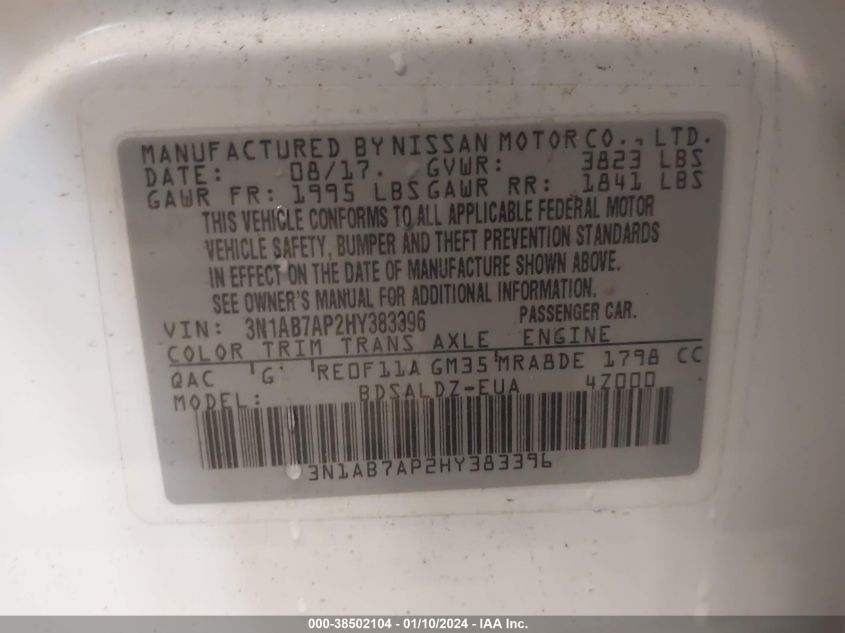 MANUFACTURED BY NISSAN MOTOR CO., LTD.
DATE: 08/17. GVWR: 3823 LBS
GAWR FR: 1995 LBS GAWR RR: 1841 LBS
THIS VEHICLE CONFORMS TO ALL APPLICABLE FEDERAL MOTOR
VEHICLE SAFETY, BUMPER AND THEFT PREVENTION STANDARDS
IN EFFECT ON THE DATE OF MANUFACTURE SHOWN ABOVE.
SEE OWNER'S MANUAL FOR ADDITIONAL INFORMATION.
VIN: 3N1AB7AP2HY383396 PASSENGER CAR.
COLOR TRIM TRANS AXLE ENGINE
QAC G RE0F11A GM35 MRA8DE 1798 CC
MODEL: BDSALDZ-EUA 4Z000
3N1AB7AP2HY383396
000-38502104 - 01/10/2024 - IAA Inc.